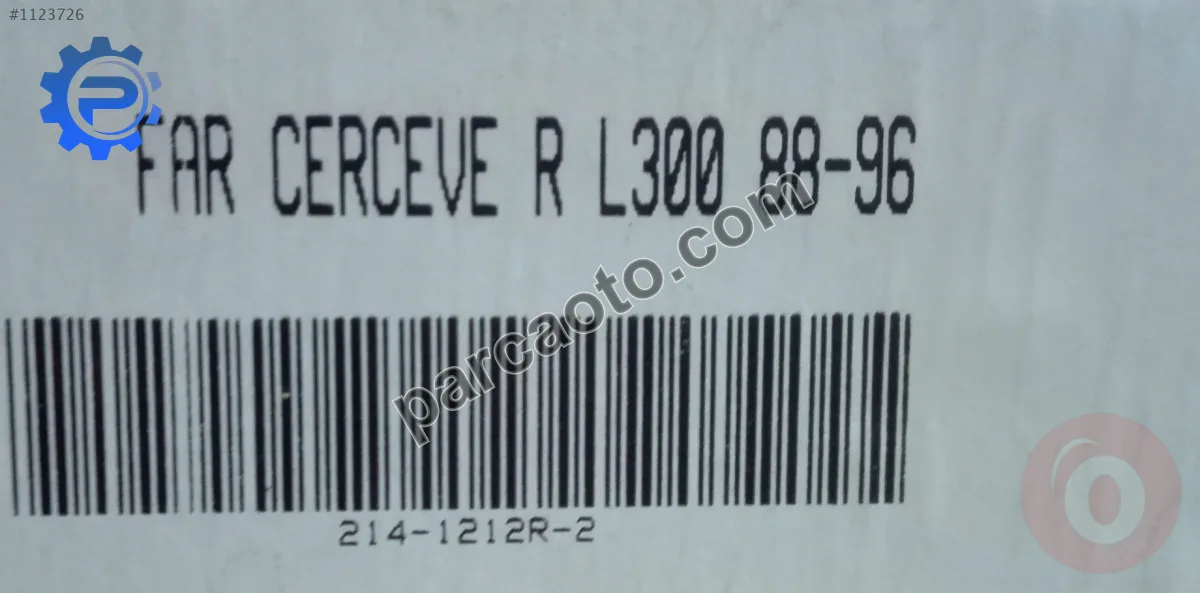 #1123726
FAR CERCEVE R L300 88-96
parcaoto.com
214-1212R-2